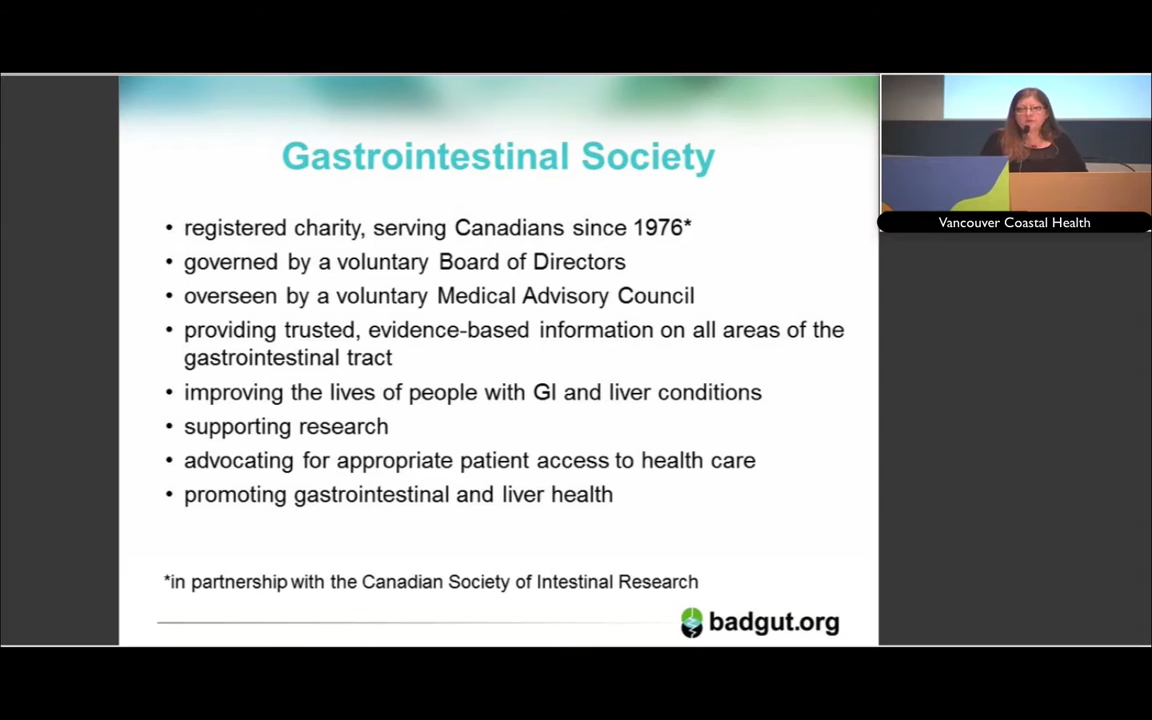 Gastrointestinal Society
• registered charity, serving Canadians since 1976*
• governed by a voluntary Board of Directors
• overseen by a voluntary Medical Advisory Council
• providing trusted, evidence-based information on all areas of the
gastrointestinal tract
• improving the lives of people with GI and liver conditions
• supporting research
• advocating for appropriate patient access to health care
• promoting gastrointestinal and liver health
*in partnership with the Canadian Society of Intestinal Research
badgut.org
Vancouver Coastal Health